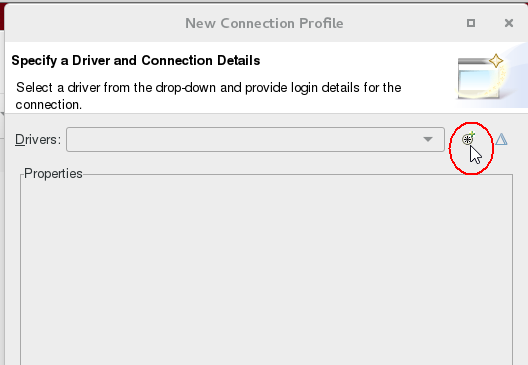 New Connection Profile
Specify a Driver and Connection Details
Select a driver from the drop-down and provide login details for the
connection.
Drivers:
Properties